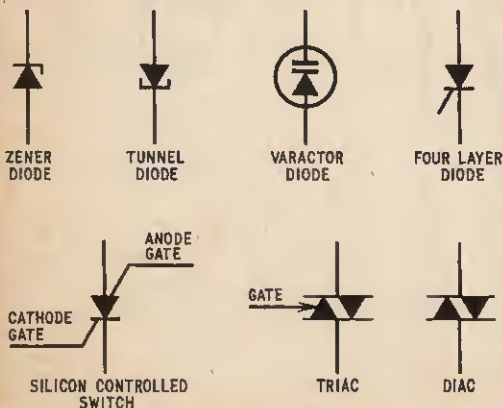 ZENER
DIODE
TUNNEL
DIODE
VARACTOR
DIODE
FOUR LAYER
DIODE
ANODE
GATE
CATHODE
GATE
SILICON CONTROLLED
SWITCH
GATE
TRIAC
DIAC